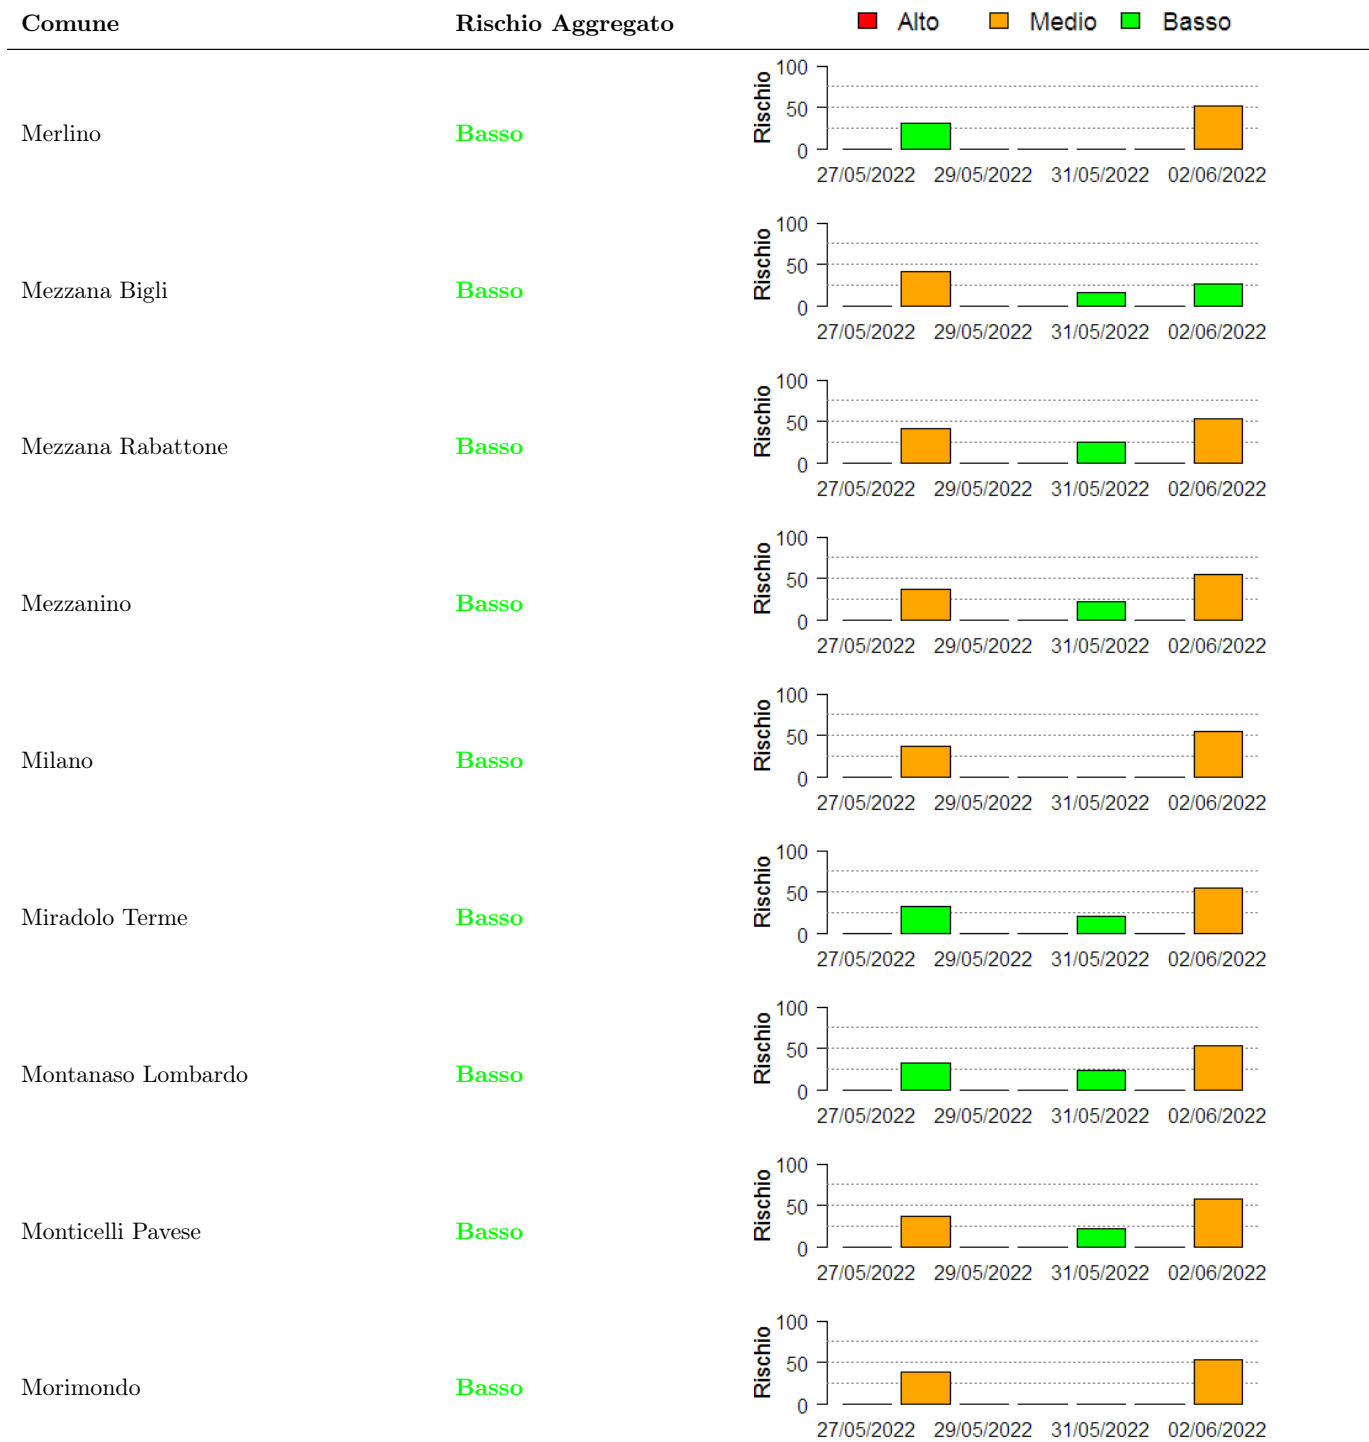 Comune Rischio Aggregato Alto Medio Basso
100
50
0
Rischio
Merlino Basso
27/05/2022 29/05/2022 31/05/2022 02/06/2022
100
50
0
Rischio
Mezzana Bigli Basso
27/05/2022 29/05/2022 31/05/2022 02/06/2022
100
50
0
Rischio
Mezzana Rabattone Basso
27/05/2022 29/05/2022 31/05/2022 02/06/2022
100
50
0
Rischio
Mezzanino Basso
27/05/2022 29/05/2022 31/05/2022 02/06/2022
100
50
0
Rischio
Milano Basso
27/05/2022 29/05/2022 31/05/2022 02/06/2022
100
50
0
Rischio
Miradolo Terme Basso
27/05/2022 29/05/2022 31/05/2022 02/06/2022
100
50
0
Rischio
Montanaso Lombardo Basso
27/05/2022 29/05/2022 31/05/2022 02/06/2022
100
50
0
Rischio
Monticelli Pavese Basso
27/05/2022 29/05/2022 31/05/2022 02/06/2022
100
50
0
Rischio
Morimondo Basso
27/05/2022 29/05/2022 31/05/2022 02/06/2022